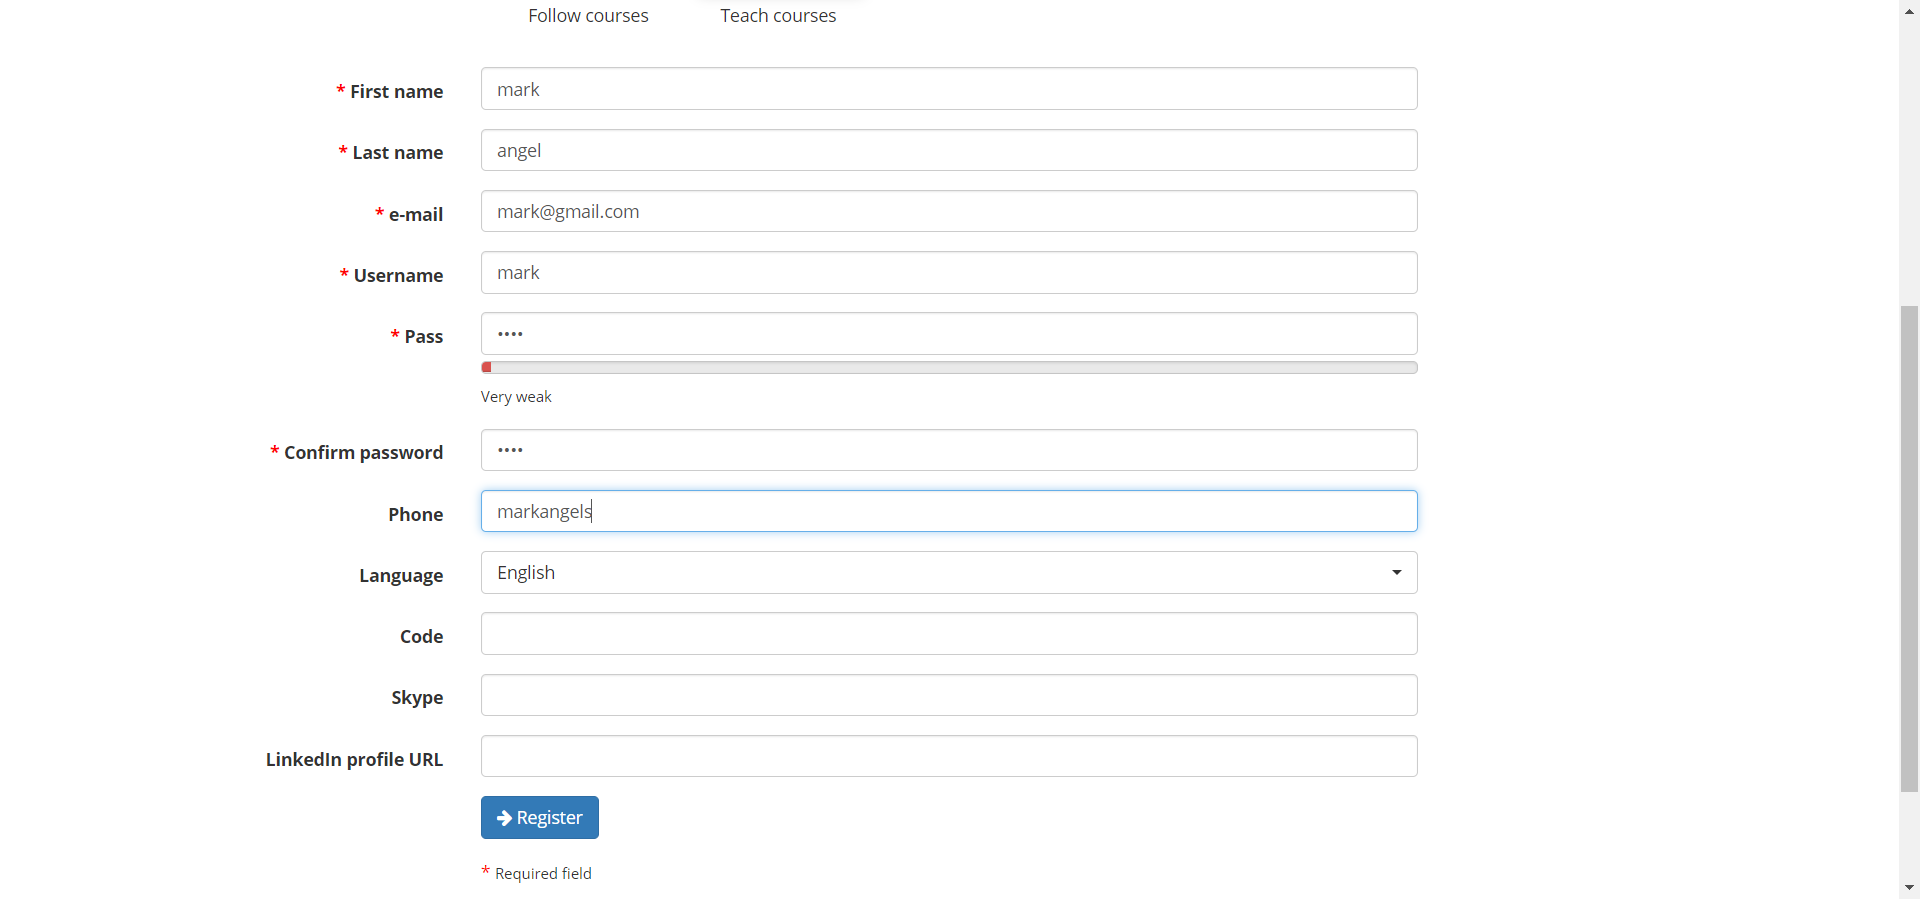 Follow courses Teach courses
* First name mark
* Last name angel
* e-mail mark@gmail.com
* Username mark
* Pass ••••
Very weak
* Confirm password ••••
Phone markangels
Language English
Code
Skype
LinkedIn profile URL
Register
* Required field